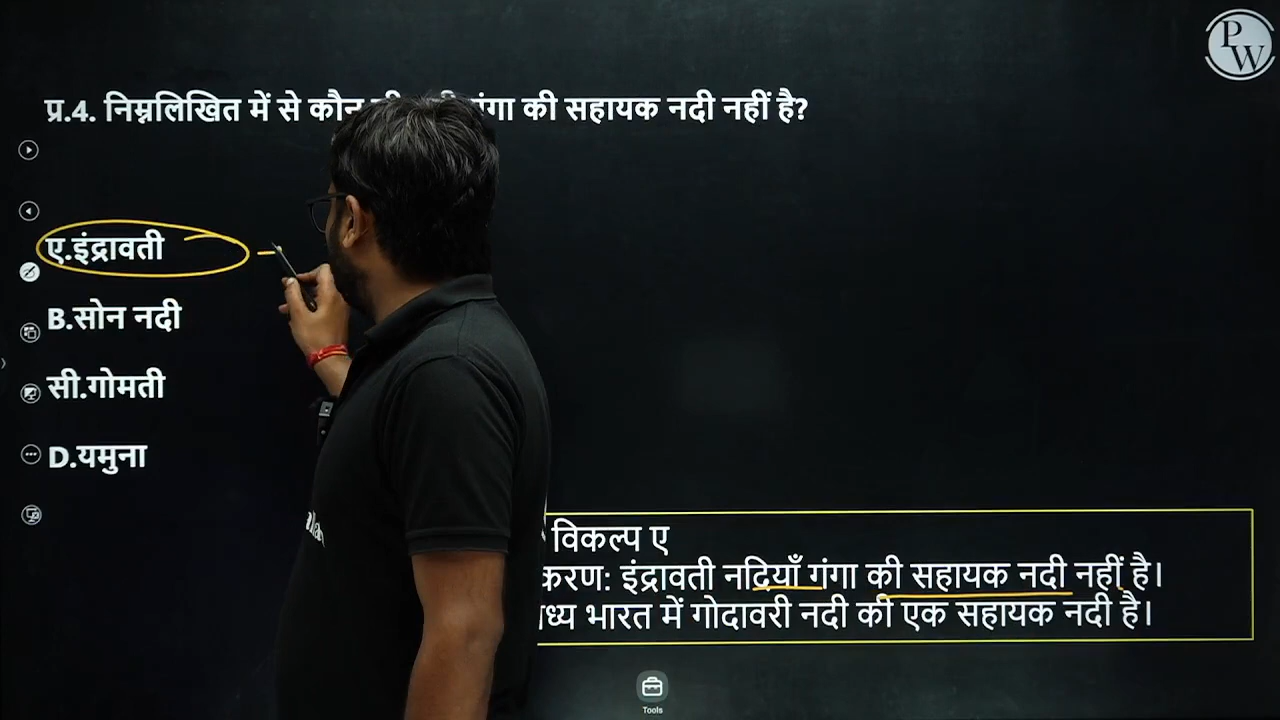 PW
प्र.4. निम्नलिखित में से कौन गंगा की सहायक नदी नहीं है?
ए.इंद्रावती
B.सोन नदी
सी.गोमती
D.यमुना
विकल्प ए
इंद्रावती नदियाँ गंगा की सहायक नदी नहीं है।
भारत में गोदावरी नदी की एक सहायक नदी है।
Tools